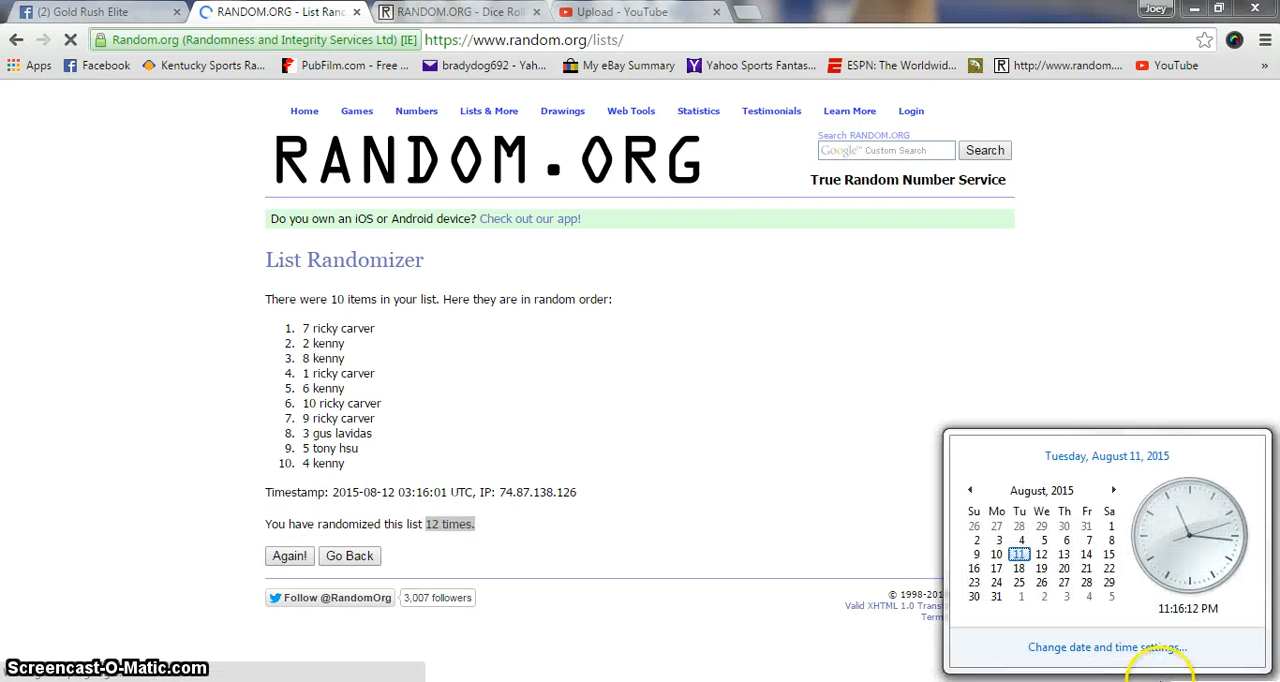 Joey
(2) Gold Rush Elite
RANDOM.ORG - List Ran
RANDOM.ORG - Dice Roll
Upload - YouTube
Random.org (Randomness and Integrity Services Ltd) [IE]
https://www.random.org/lists/
Apps
Facebook
Kentucky Sports Ra...
PubFilm.com - Free ...
bradydog692 - Yah...
My eBay Summary
Yahoo Sports Fantas...
ESPN: The Worldwid...
http://www.random....
YouTube
»
Home Games Numbers Lists & More Drawings Web Tools Statistics Testimonials Learn More Login
RANDOM.ORG
Search RANDOM.ORG
Google™ Custom Search
Search
True Random Number Service
Do you own an iOS or Android device? Check out our app!
List Randomizer
There were 10 items in your list. Here they are in random order:
1. 7 ricky carver
2. 2 kenny
3. 8 kenny
4. 1 ricky carver
5. 6 kenny
6. 10 ricky carver
7. 9 ricky carver
8. 3 gus lavidas
9. 5 tony hsu
10. 4 kenny
Timestamp: 2015-08-12 03:16:01 UTC, IP: 74.87.138.126
You have randomized this list 12 times.
Again! Go Back
Follow @RandomOrg 3,007 followers
© 1998-201
Valid XHTML 1.0 Trans
Term
Tuesday, August 11, 2015
August, 2015
Su Mo Tu We Th Fr Sa
26 27 28 29 30 31 1
2 3 4 5 6 7 8
9 10 11 12 13 14 15
16 17 18 19 20 21 22
23 24 25 26 27 28 29
30 31 1 2 3 4 5
11:16:12 PM
Change date and time settings...
Screencast-O-Matic.com